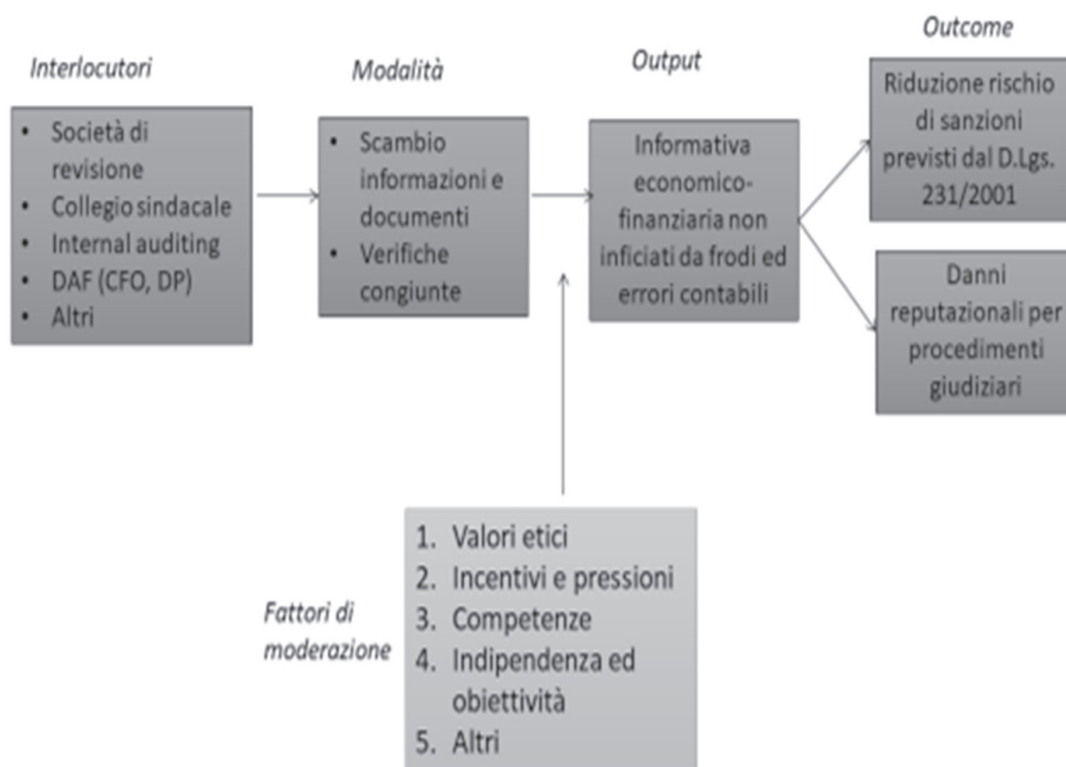 Interlocutori
• Società di
revisione
• Collegio sindacale
• Internal auditing
• DAF (CFO, DP)
• Altri
Modalità
• Scambio
informazioni e
documenti
• Verifiche
congiunte
Output
Informativa
economico-
finanziaria non
inficiati da frodi ed
errori contabili
Outcome
Riduzione rischio
di sanzioni
previsti dal D.Lgs.
231/2001
Danni
reputazionali per
procedimenti
giudiziari
Fattori di
moderazione
1. Valori etici
2. Incentivi e pressioni
3. Competenze
4. Indipendenza ed
obiettività
5. Altri